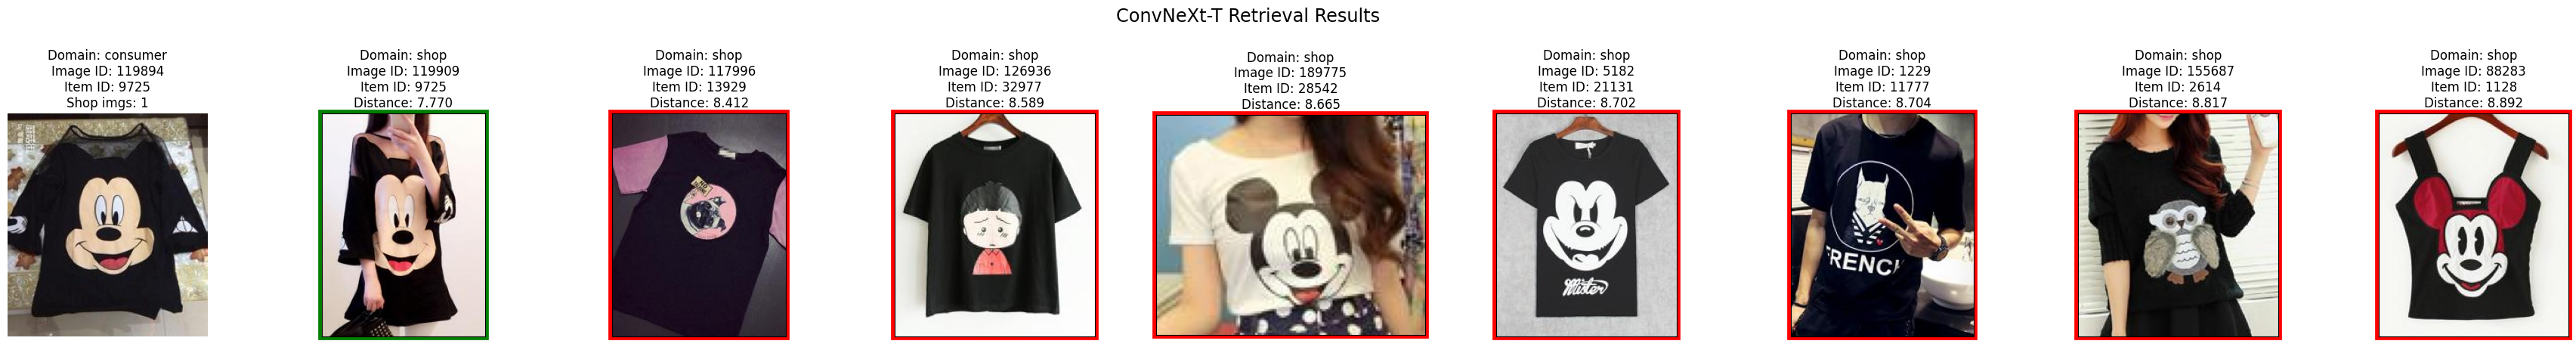 ConvNeXt-T Retrieval Results
Domain: consumer
Image ID: 119894
Item ID: 9725
Shop imgs: 1
Domain: shop
Image ID: 119909
Item ID: 9725
Distance: 7.770
Domain: shop
Image ID: 117996
Item ID: 13929
Distance: 8.412
Domain: shop
Image ID: 126936
Item ID: 32977
Distance: 8.589
Domain: shop
Image ID: 189775
Item ID: 28542
Distance: 8.665
Domain: shop
Image ID: 5182
Item ID: 21131
Distance: 8.702
Domain: shop
Image ID: 1229
Item ID: 11777
Distance: 8.704
Domain: shop
Image ID: 155687
Item ID: 2614
Distance: 8.817
Domain: shop
Image ID: 88283
Item ID: 1128
Distance: 8.892
Mister
FRENCH